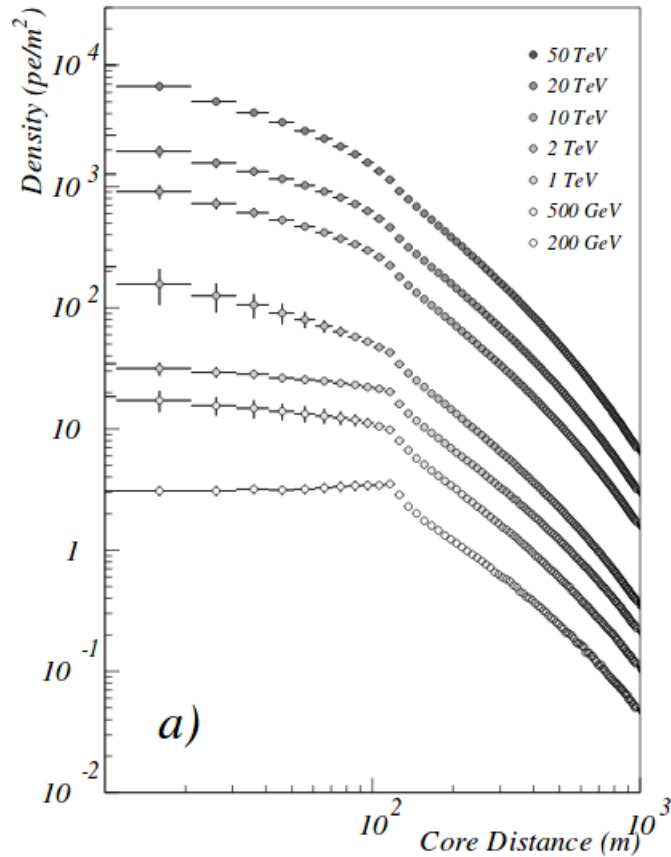 Density (pe/m²)
10⁴
10³
10²
10
1
10⁻¹
10⁻²
50 TeV
20 TeV
10 TeV
2 TeV
1 TeV
500 GeV
200 GeV
a)
10²
10³
Core Distance (m)